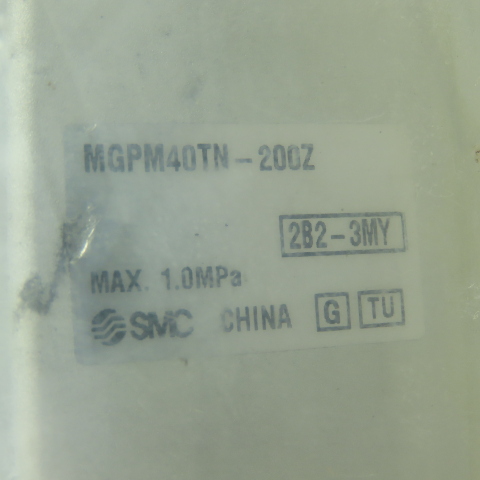 MGPM40TN-200Z
2B2-3MY
MAX. 1.0MPa
SMC CHINA G TU